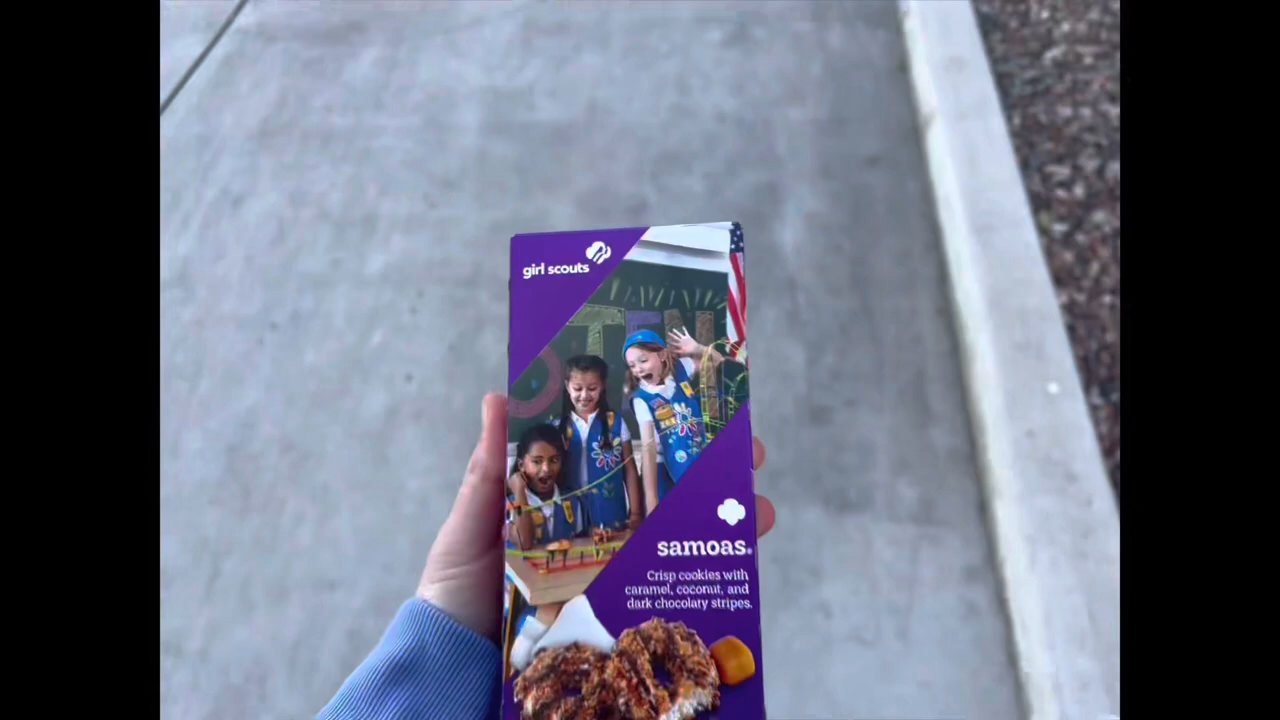 girl scouts
samoas®
Crisp cookies with
caramel, coconut, and
dark chocolaty stripes.